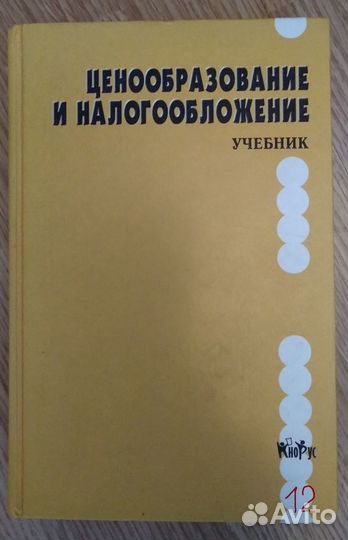 ЦЕНООБРАЗОВАНИЕ
И НАЛОГООБЛОЖЕНИЕ
УЧЕБНИК
КноРус
12
Avito